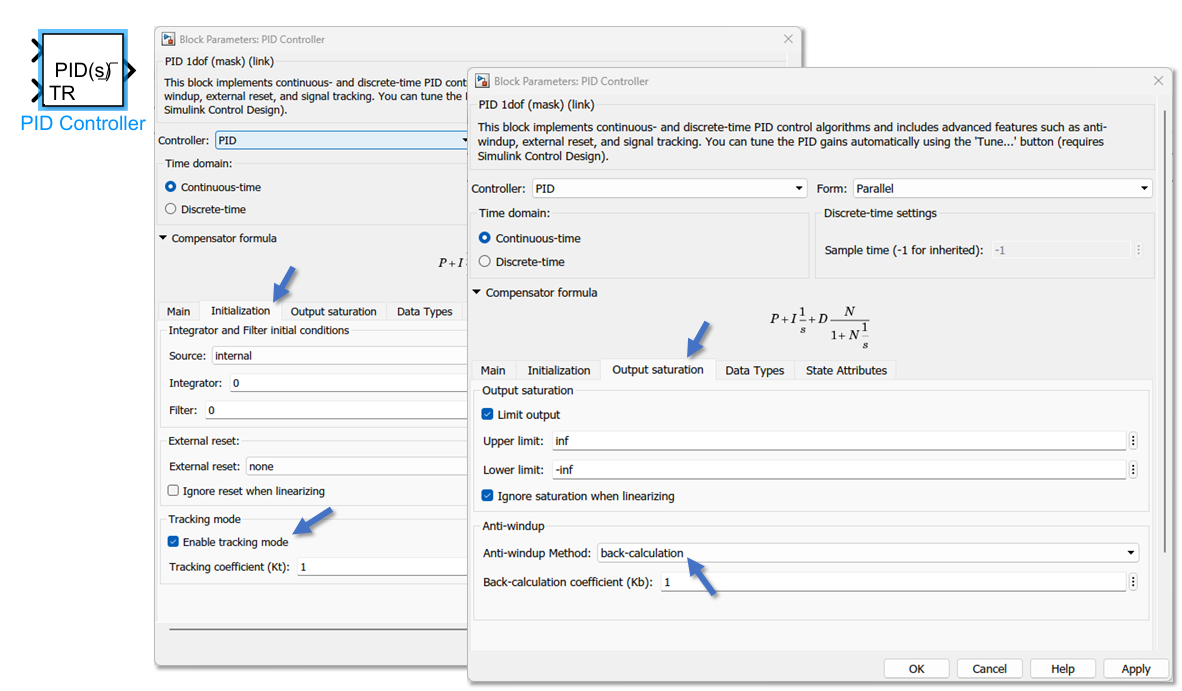 PID(s)
TR
PID Controller
Block Parameters: PID Controller
PID 1dof (mask) (link)
This block implements continuous- and discrete-time PID cont
windup, external reset, and signal tracking. You can tune the
Simulink Control Design).
Controller: PID
Time domain:
Continuous-time
Discrete-time
Compensator formula
P+I
Main Initialization Output saturation Data Types
Integrator and Filter initial conditions
Source: internal
Integrator: 0
Filter: 0
External reset:
External reset: none
Ignore reset when linearizing
Tracking mode
Enable tracking mode
Tracking coefficient (Kt): 1
Block Parameters: PID Controller
PID 1dof (mask) (link)
This block implements continuous- and discrete-time PID control algorithms and includes advanced features such as anti-
windup, external reset, and signal tracking. You can tune the PID gains automatically using the 'Tune...' button (requires
Simulink Control Design).
Controller: PID Form: Parallel
Time domain: Discrete-time settings
Continuous-time
Discrete-time
Sample time (-1 for inherited): -1
Compensator formula
P+I 1/s +D N/(1+N 1/s)
Main Initialization Output saturation Data Types State Attributes
Output saturation
Limit output
Upper limit: inf
Lower limit: -inf
Ignore saturation when linearizing
Anti-windup
Anti-windup Method: back-calculation
Back-calculation coefficient (Kb): 1
OK Cancel Help Apply